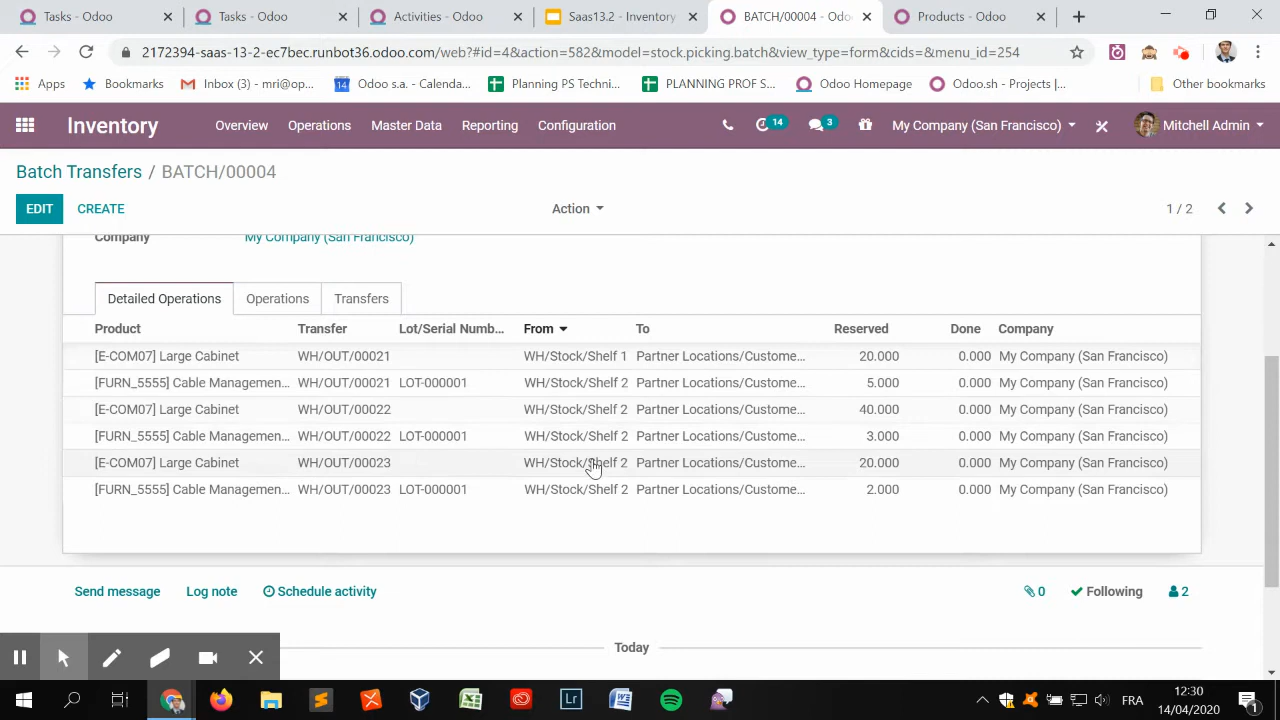 Tasks - Odoo
Tasks - Odoo
Activities - Odoo
Saas13.2 - Inventory
BATCH/00004 - Odo
Products - Odoo
2172394-saas-13-2-ec7bec.runbot36.odoo.com/web?#id=4&action=582&model=stock.picking.batch&view_type=form&cids=&menu_id=254
Apps
Bookmarks
Inbox (3) - mri@op...
Odoo s.a. - Calenda...
Planning PS Techni...
PLANNING PROF S...
Odoo Homepage
Odoo.sh - Projects |...
Other bookmarks
Inventory
Overview
Operations
Master Data
Reporting
Configuration
14
3
My Company (San Francisco)
Mitchell Admin
Batch Transfers / BATCH/00004
EDIT
CREATE
Action
1 / 2
Company My Company (San Francisco)
Detailed Operations
Operations
Transfers
Product Transfer Lot/Serial Numb... From To Reserved Done Company
[E-COM07] Large Cabinet WH/OUT/00021 WH/Stock/Shelf 1 Partner Locations/Custome... 20.000 0.000 My Company (San Francisco)
[FURN_5555] Cable Managemen... WH/OUT/00021 LOT-000001 WH/Stock/Shelf 2 Partner Locations/Custome... 5.000 0.000 My Company (San Francisco)
[E-COM07] Large Cabinet WH/OUT/00022 WH/Stock/Shelf 2 Partner Locations/Custome... 40.000 0.000 My Company (San Francisco)
[FURN_5555] Cable Managemen... WH/OUT/00022 LOT-000001 WH/Stock/Shelf 2 Partner Locations/Custome... 3.000 0.000 My Company (San Francisco)
[E-COM07] Large Cabinet WH/OUT/00023 WH/Stock/Shelf 2 Partner Locations/Custome... 20.000 0.000 My Company (San Francisco)
[FURN_5555] Cable Managemen... WH/OUT/00023 LOT-000001 WH/Stock/Shelf 2 Partner Locations/Custome... 2.000 0.000 My Company (San Francisco)
Send message
Log note
Schedule activity
0
Following
2
Today
FRA
12:30
14/04/2020
1